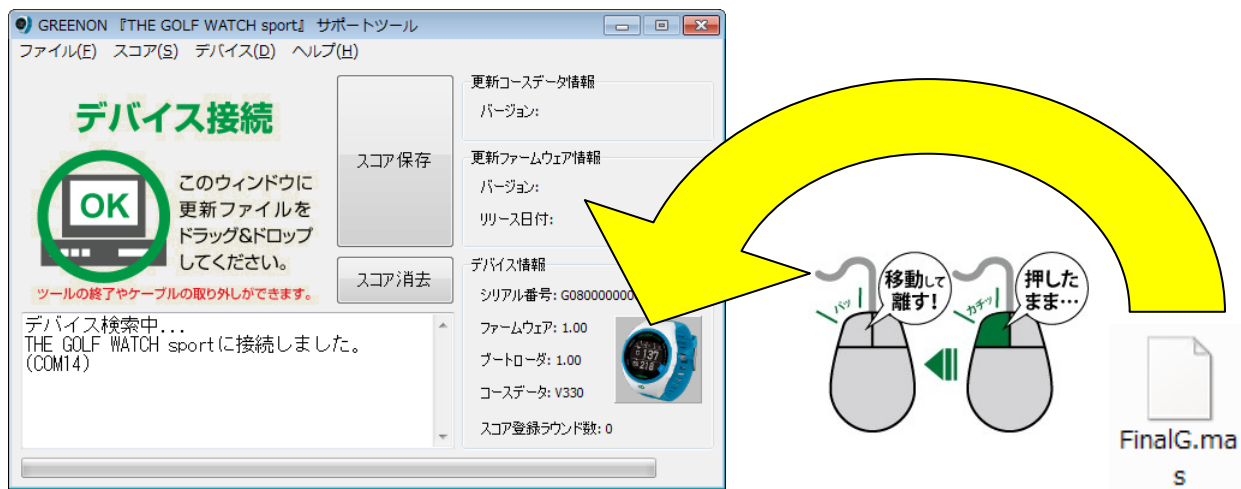 GREENON 『THE GOLF WATCH sport』 サポートツール
ファイル(F) スコア(S) デバイス(D) ヘルプ(H)
デバイス接続
OK
このウィンドウに
更新ファイルを
ドラッグ&ドロップ
してください。
ツールの終了やケーブルの取り外しができます。
スコア保存
スコア消去
デバイス検索中...
THE GOLF WATCH sportに接続しました。
(COM14)
更新コースデータ情報
バージョン:
更新ファームウェア情報
バージョン:
リリース日付:
デバイス情報
シリアル番号: G080000000
ファームウェア: 1.00
ブートローダ: 1.00
コースデータ: V330
スコア登録ラウンド数: 0
パッ
移動して
離す!
カチッ
押した
まま…
FinalG.ma
s